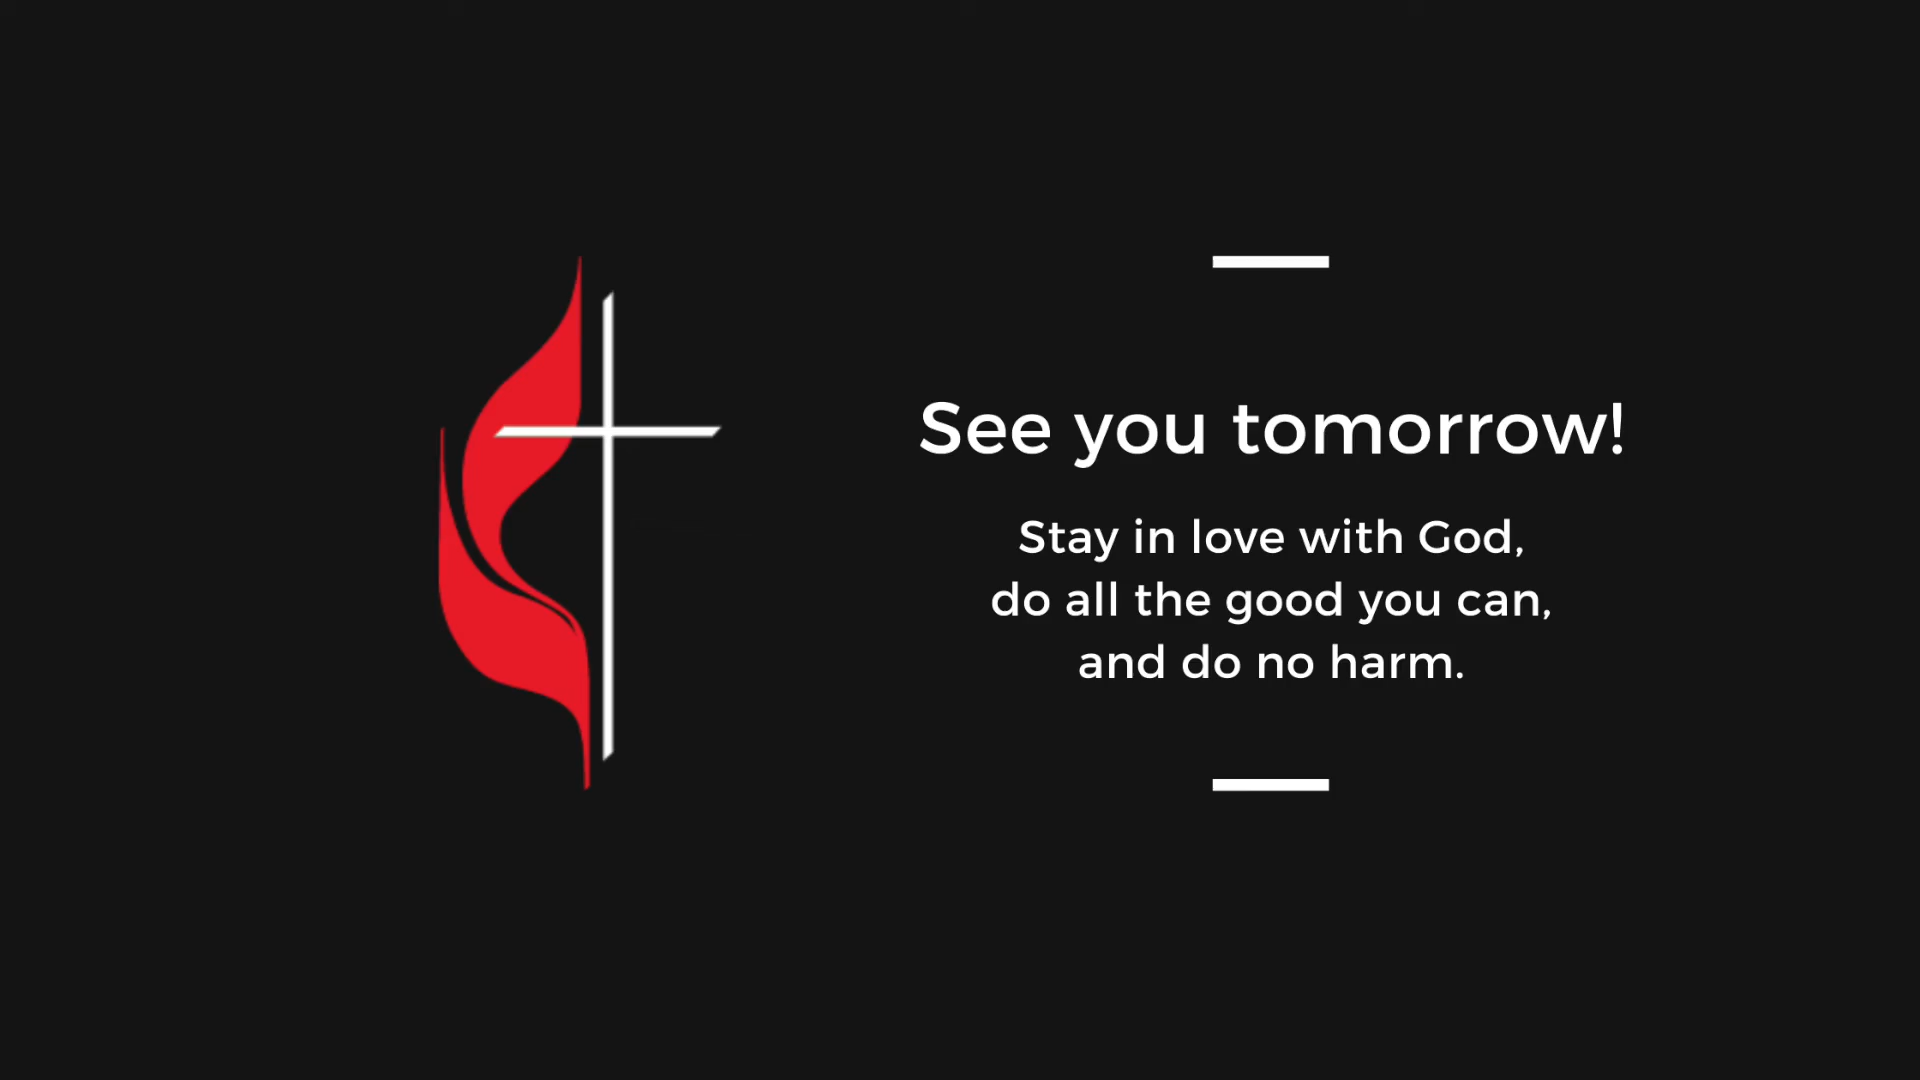 See you tomorrow!
Stay in love with God,
do all the good you can,
and do no harm.